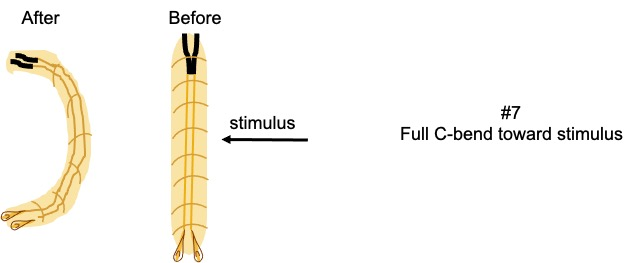 After
Before
stimulus
#7
Full C-bend toward stimulus